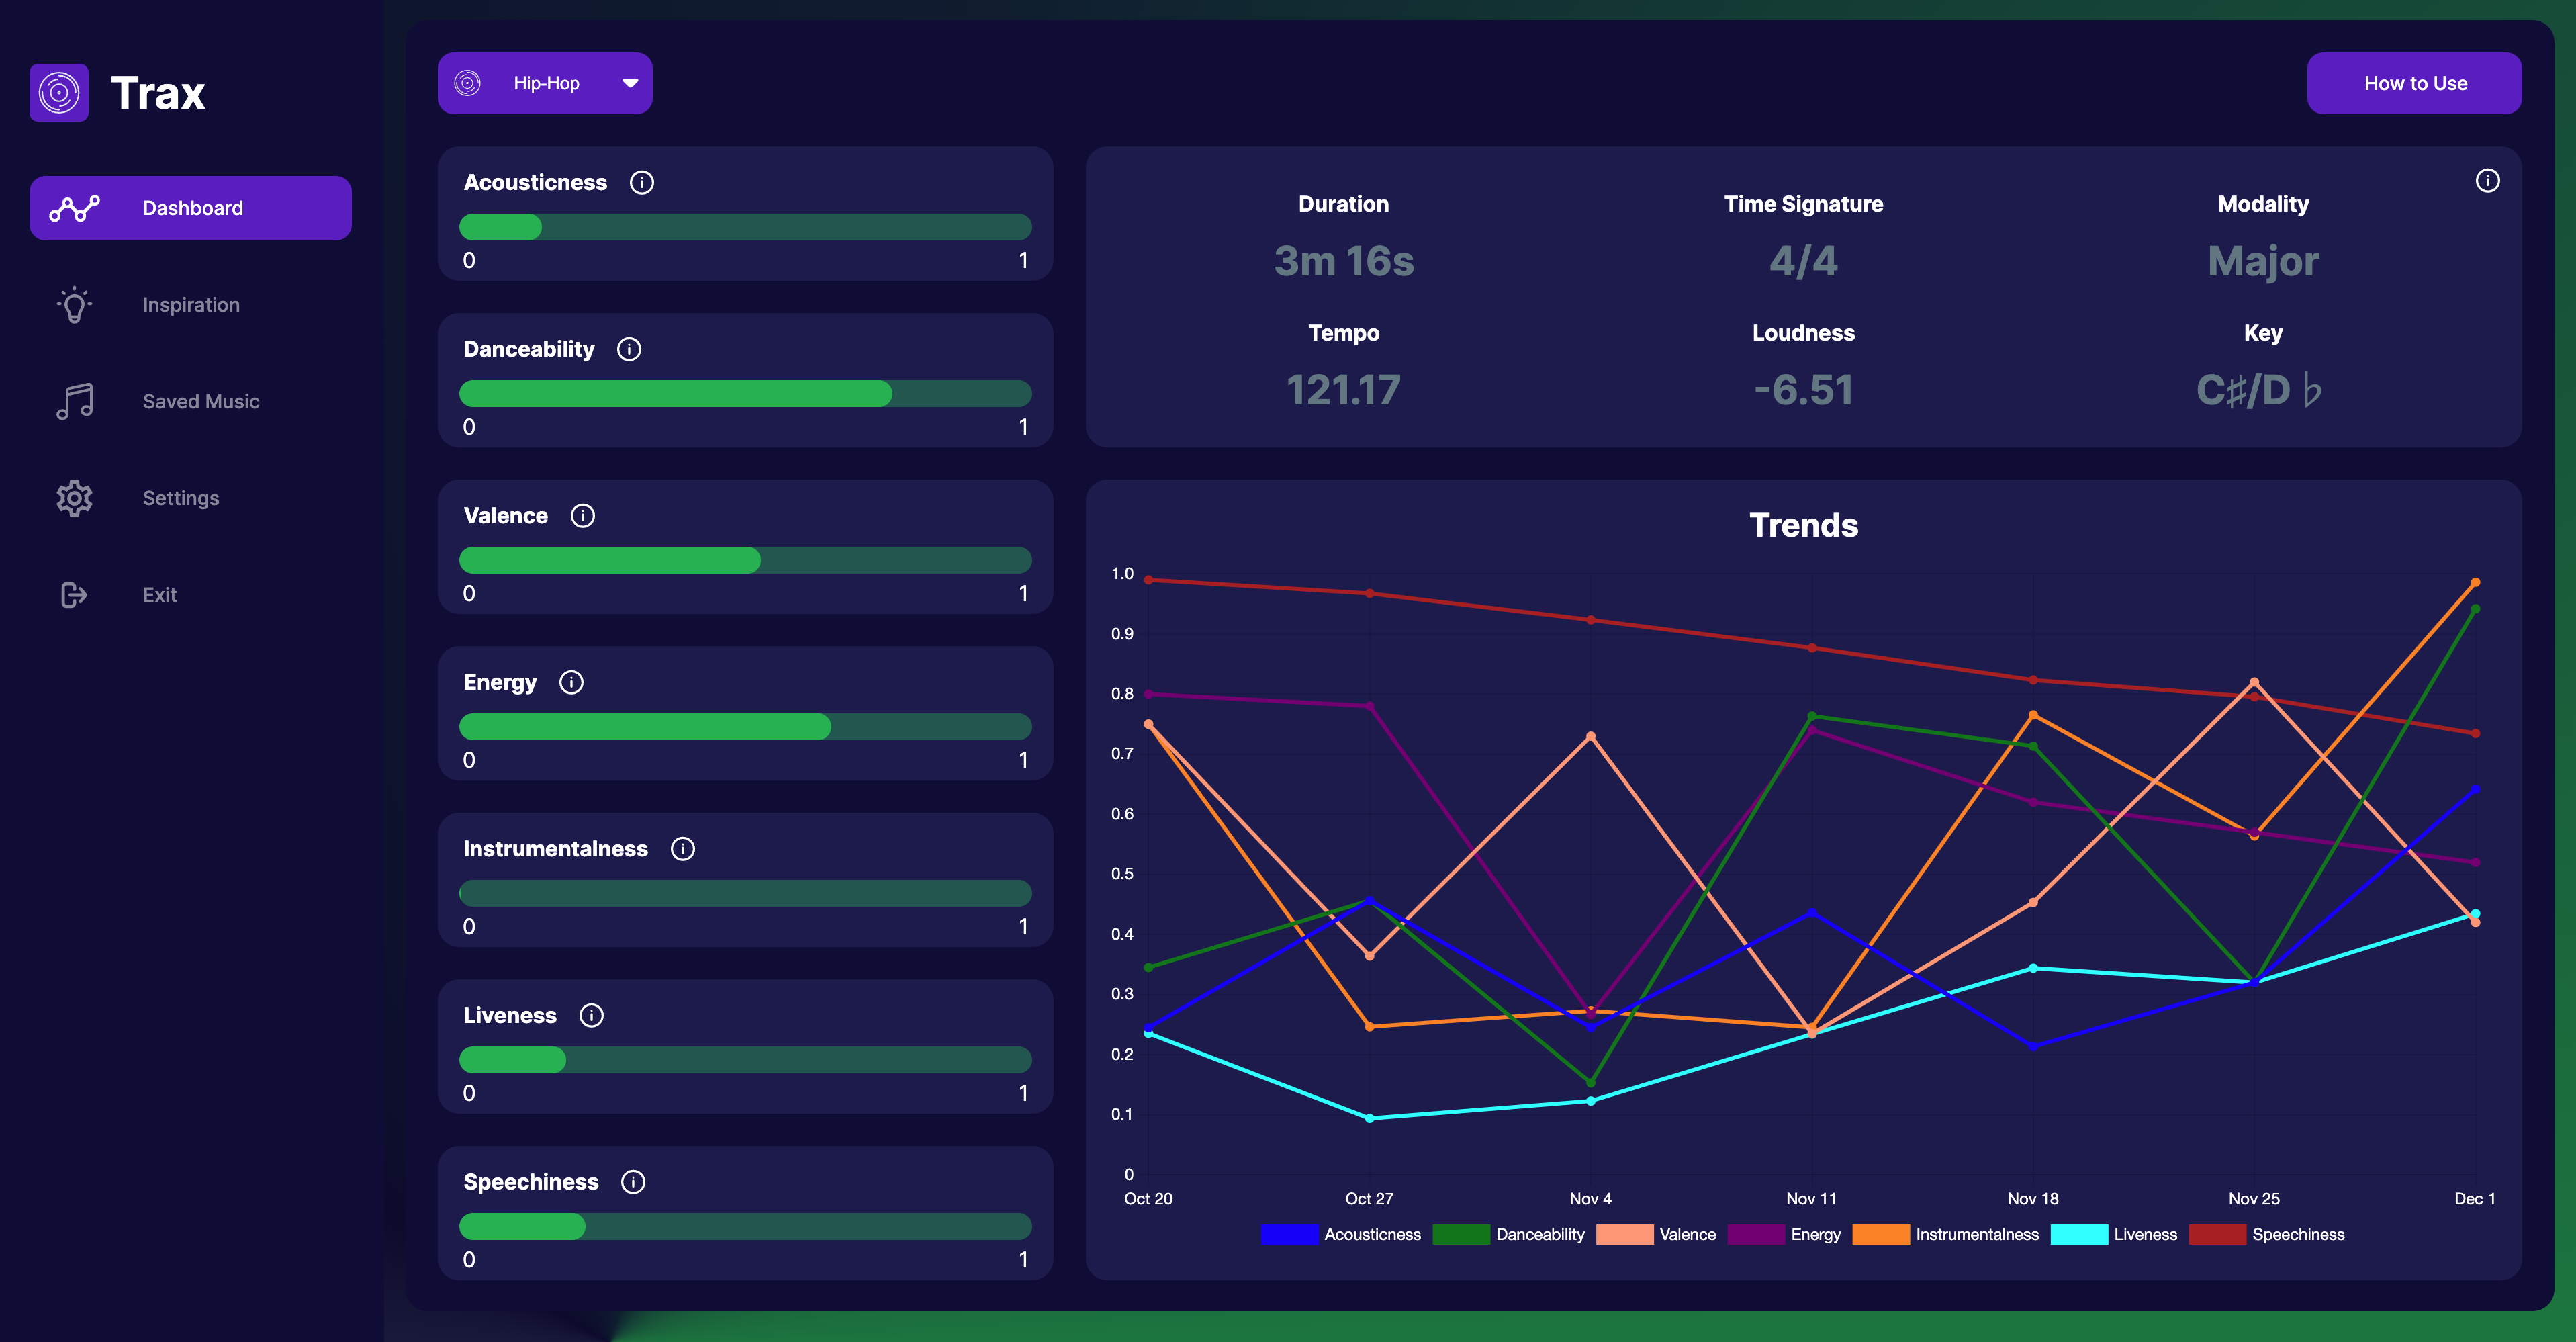 Trax
Dashboard
Inspiration
Saved Music
Settings
Exit
Hip-Hop
How to Use
Acousticness
0 1
Danceability
0 1
Valence
0 1
Energy
0 1
Instrumentalness
0 1
Liveness
0 1
Speechiness
0 1
Duration Time Signature Modality
3m 16s 4/4 Major
Tempo Loudness Key
121.17 -6.51 C♯/D♭
Trends
1.0
0.9
0.8
0.7
0.6
0.5
0.4
0.3
0.2
0.1
0
Oct 20 Oct 27 Nov 4 Nov 11 Nov 18 Nov 25 Dec 1
Acousticness Danceability Valence Energy Instrumentalness Liveness Speechiness